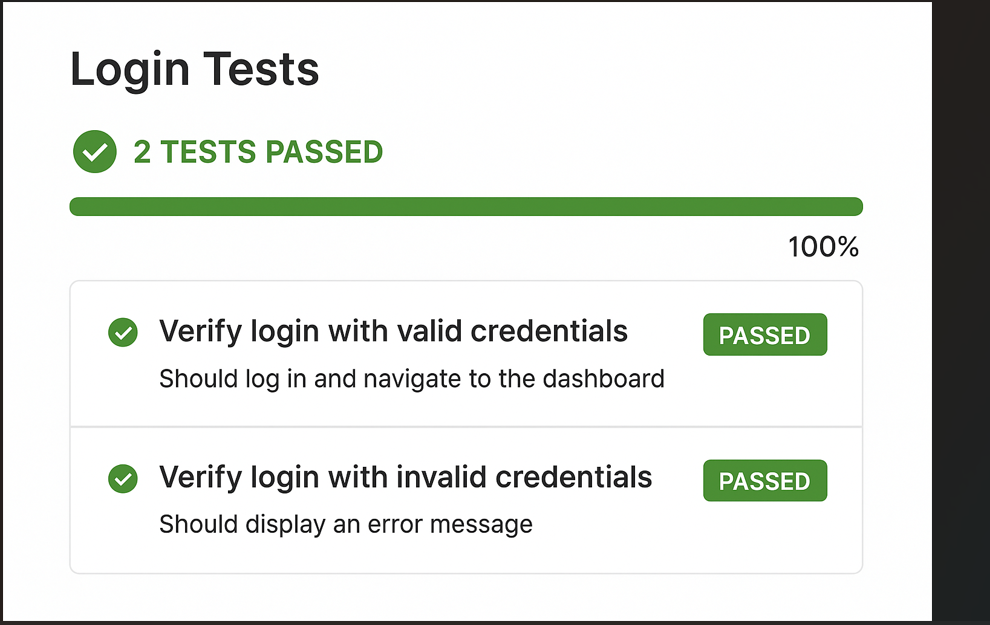 Login Tests
2 TESTS PASSED
100%
Verify login with valid credentials
PASSED
Should log in and navigate to the dashboard
Verify login with invalid credentials
PASSED
Should display an error message